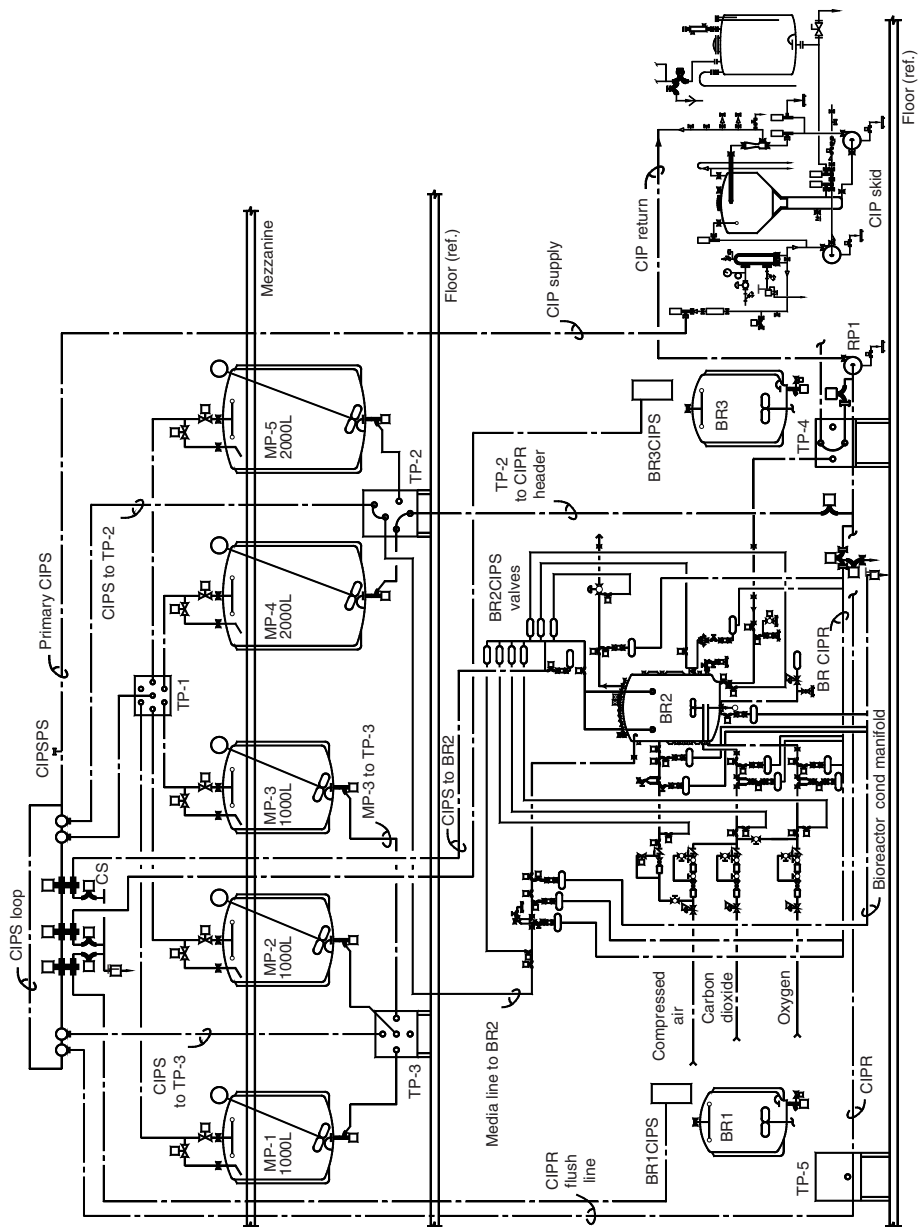 CIPS loop
CIPSPS
Primary CIPS
CS
TP-1
CIPS
to TP-3
CIPS to TP-2
Mezzanine
MP-1
1000L
MP-2
1000L
MP-3
1000L
MP-4
2000L
MP-5
2000L
TP-3
MP-3 to TP-3
TP-2
Floor (ref.)
CIPS to BR2
Media line to BR2
CIPR
flush
line
BR2CIPS
valves
TP-2
to CIPR
header
CIP supply
CIP return
BR1CIPS
BR1
BR2
BR3CIPS
BR3
Compressed
air
Carbon
dioxide
Oxygen
TP-5
CIPR
Bioreactor cond manifold
BR CIPR
TP-4
RP1
CIP skid
Floor (ref.)